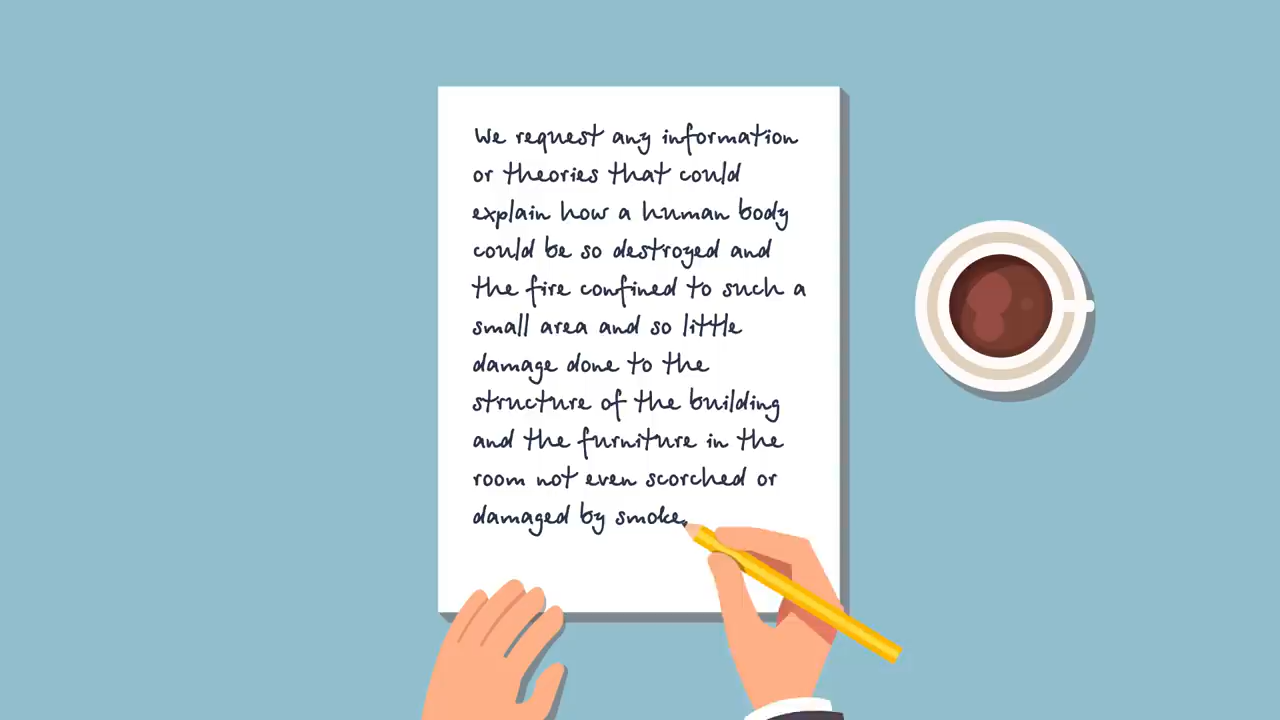 We request any information
or theories that could
explain how a human body
could be so destroyed and
the fire confined to such a
small area and so little
damage done to the
structure of the building
and the furniture in the
room not even scorched or
damaged by smoke